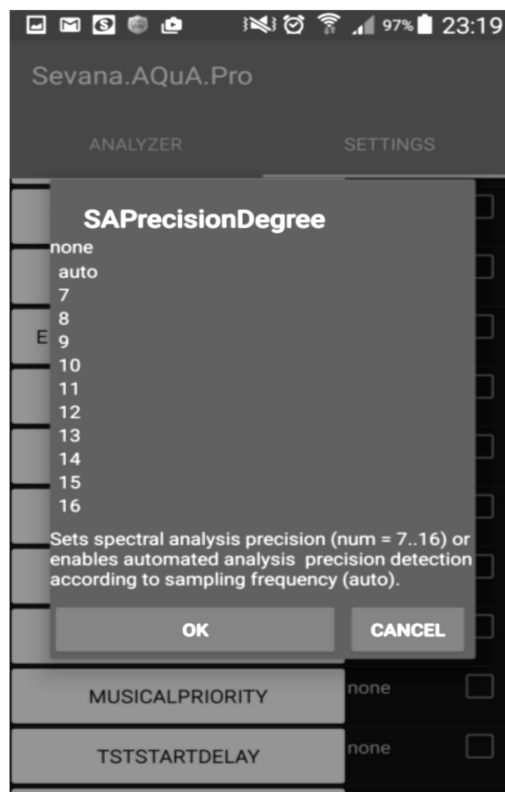 97% 23:19
Sevana.AQuA.Pro
ANALYZER SETTINGS
SAPrecisionDegree
none
auto
7
8
E 9
10
11
12
13
14
15
16
Sets spectral analysis precision (num = 7..16) or
enables automated analysis precision detection
according to sampling frequency (auto).
OK CANCEL
MUSICALPRIORITY none
TSTSTARTDELAY none